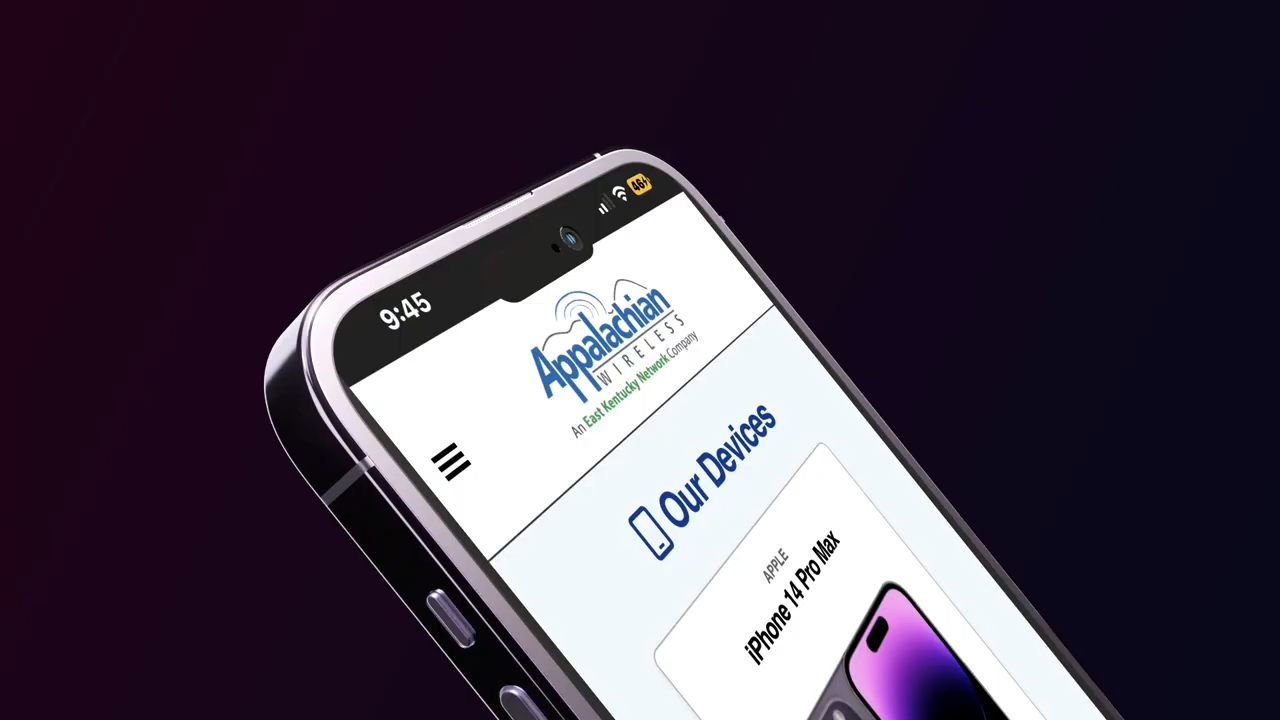 9:45
46
Appalachian
WIRELESS
An East Kentucky Network Company
Our Devices
APPLE
iPhone 14 Pro Max